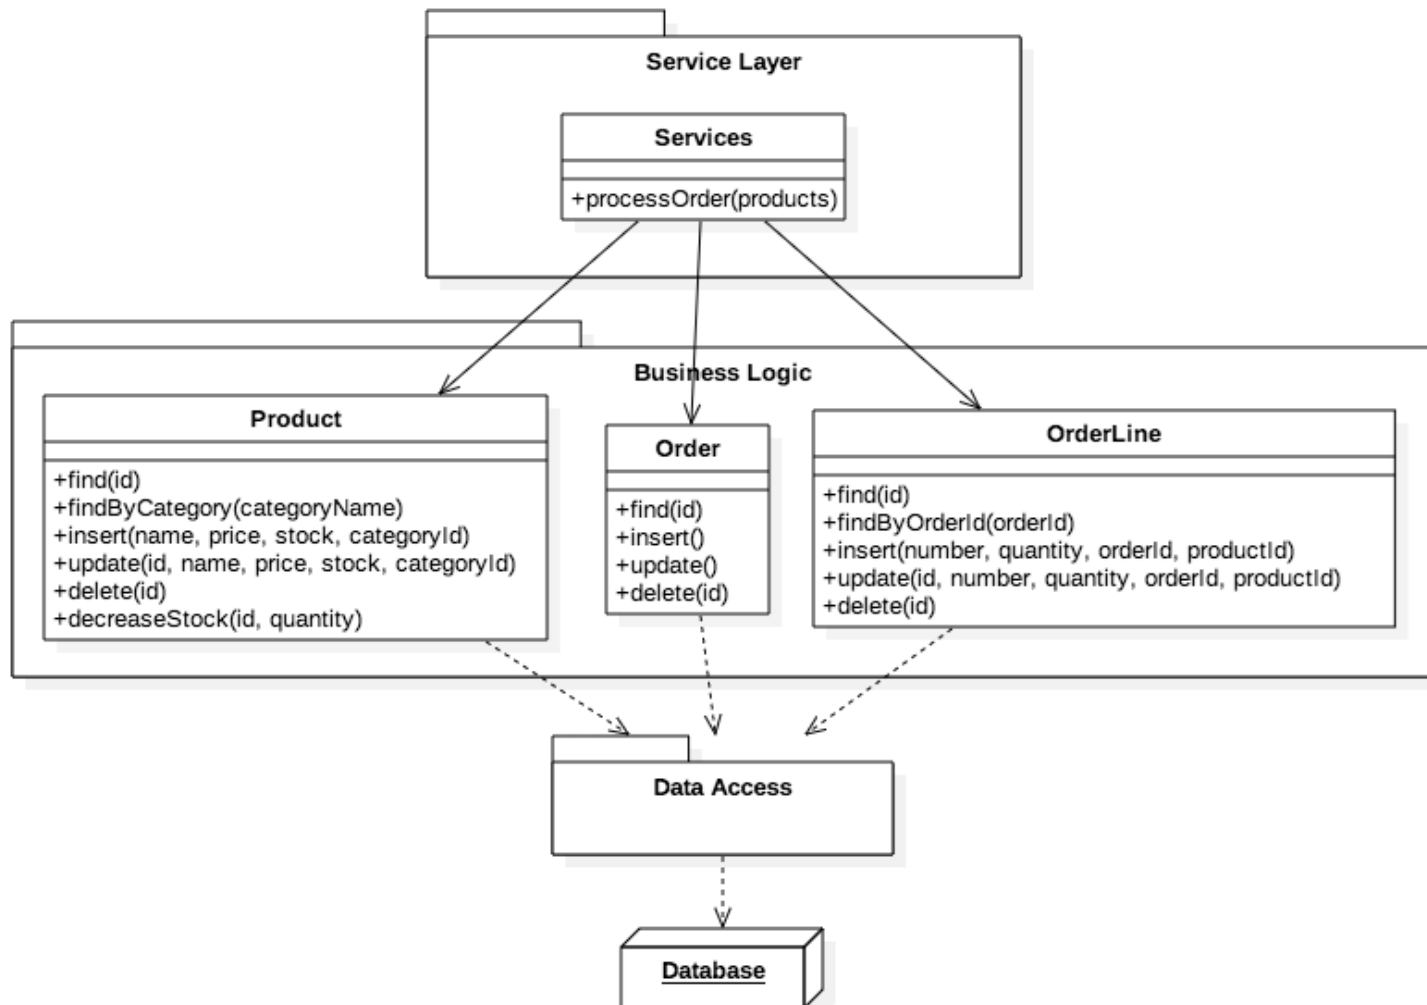 Service Layer
Services
+processOrder(products)
Business Logic
Product
+find(id)
+findByCategory(categoryName)
+insert(name, price, stock, categoryId)
+update(id, name, price, stock, categoryId)
+delete(id)
+decreaseStock(id, quantity)
Order
+find(id)
+insert()
+update()
+delete(id)
OrderLine
+find(id)
+findByOrderId(orderId)
+insert(number, quantity, orderId, productId)
+update(id, number, quantity, orderId, productId)
+delete(id)
Data Access
Database